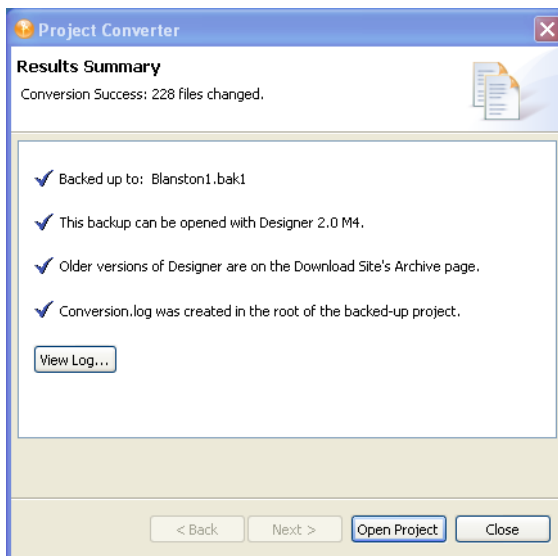 Project Converter
Results Summary
Conversion Success: 228 files changed.
Backed up to: Blanston1.bak1
This backup can be opened with Designer 2.0 M4.
Older versions of Designer are on the Download Site's Archive page.
Conversion.log was created in the root of the backed-up project.
View Log...
< Back Next > Open Project Close